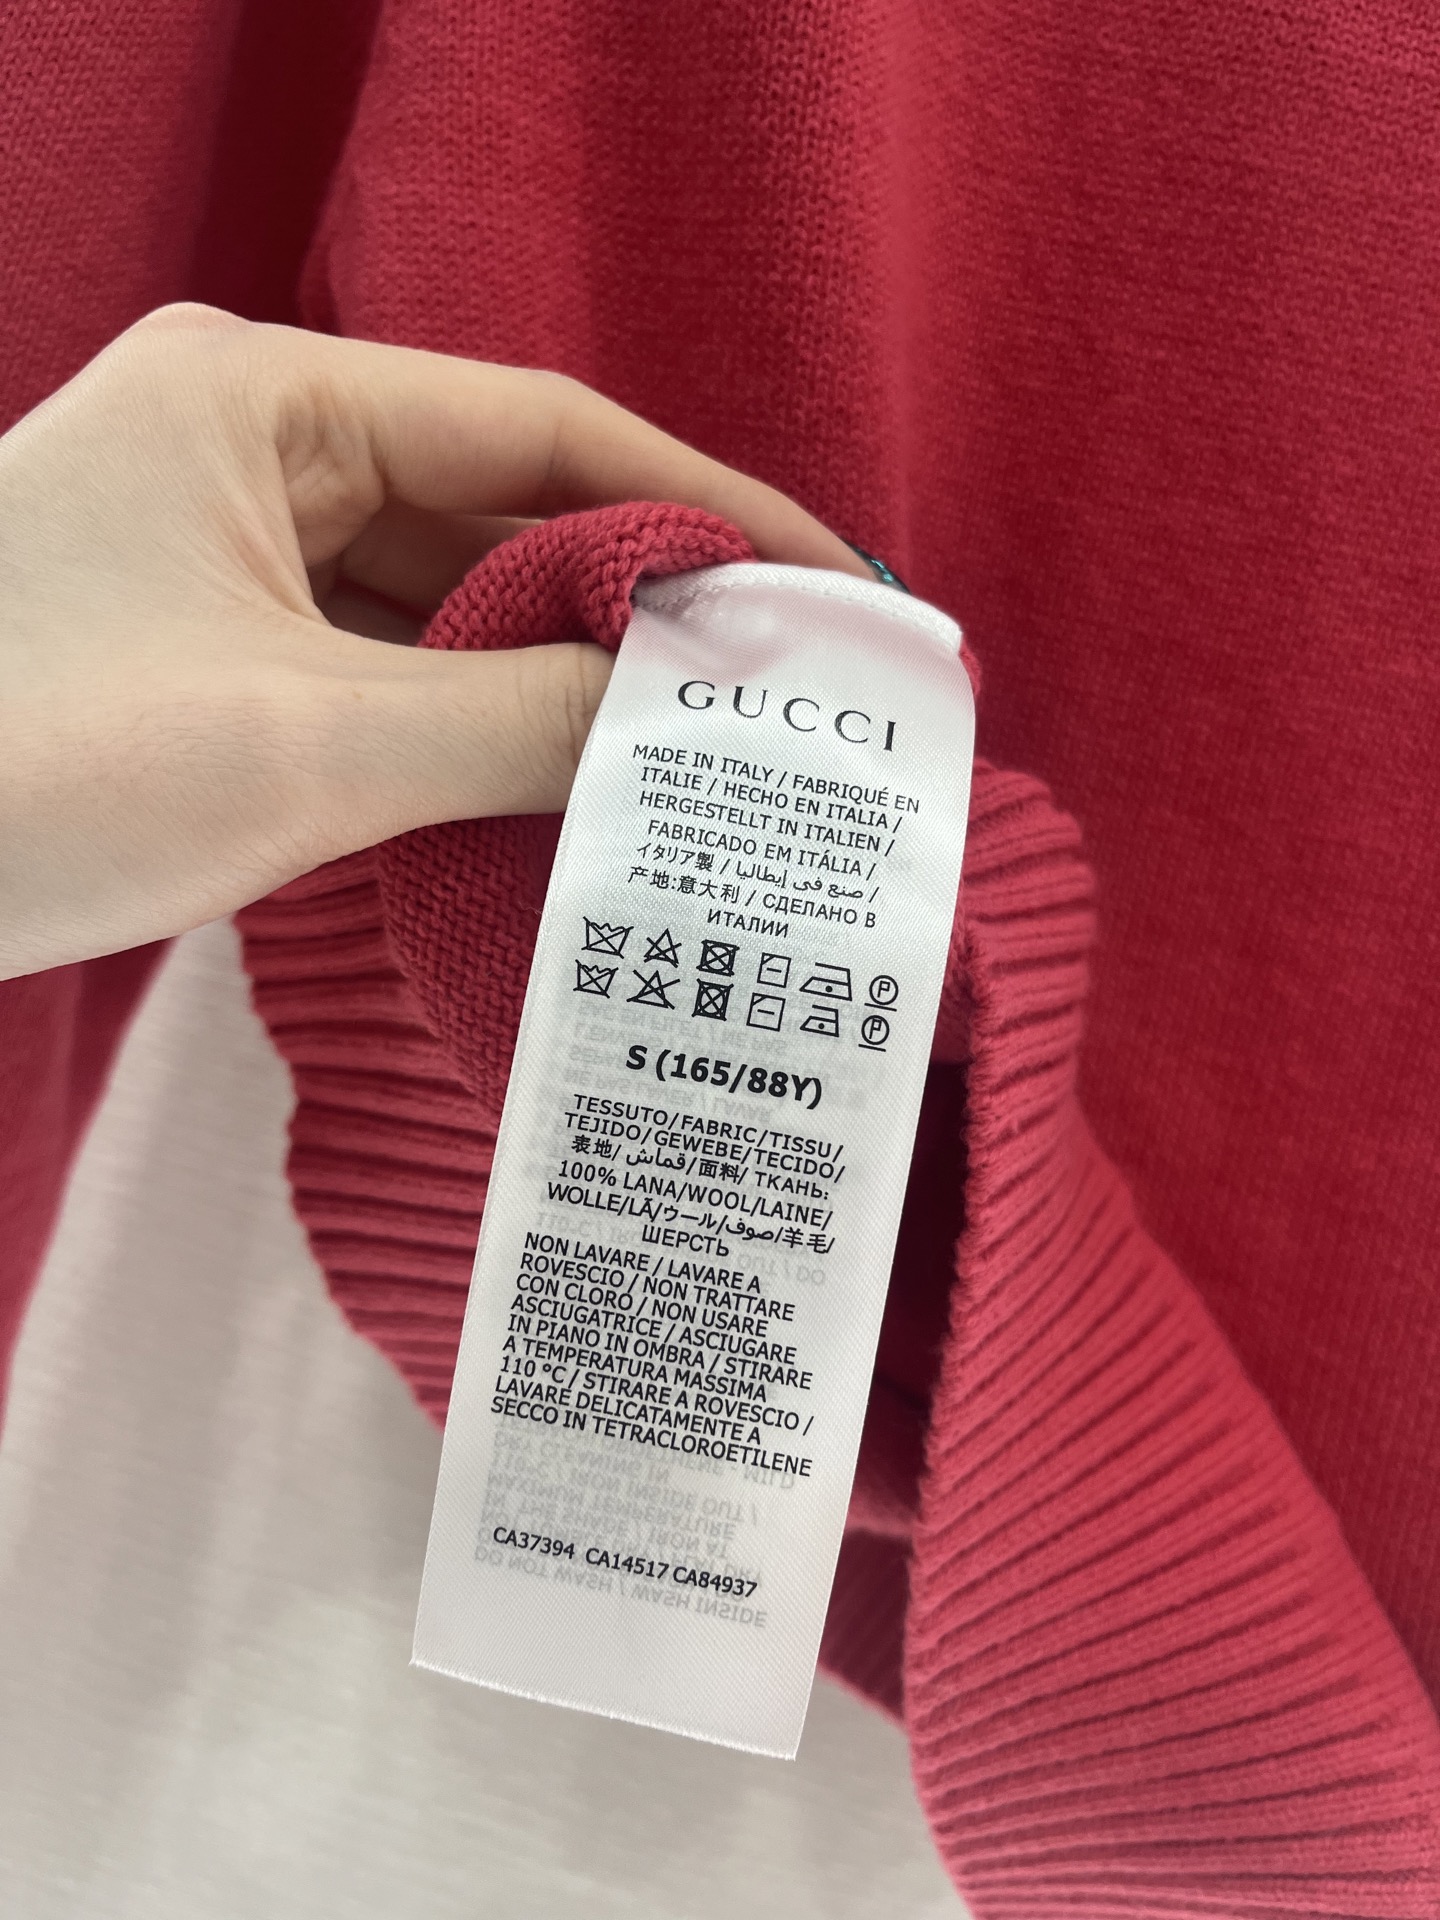 GUCCI
MADE IN ITALY / FABRIQUÉ EN
ITALIE / HECHO EN ITALIA /
HERGESTELLT IN ITALIEN /
FABRICADO EM ITÁLIA /
イタリア製 / صنع في إيطاليا /
产地:意大利 / СДЕЛАНО В
ИТАЛИИ
P
P
S (165/88Y)
TESSUTO/FABRIC/TISSU/
TEJIDO/GEWEBE/TECIDO/
表地/ قماش/面料/ ТКАНЬ:
100% LANA/WOOL/LAINE/
WOLLE/LÃ/ウール/صوف/羊毛/
ШЕРСТЬ
NON LAVARE / LAVARE A
ROVESCIO / NON TRATTARE
CON CLORO / NON USARE
ASCIUGATRICE / ASCIUGARE
IN PIANO IN OMBRA / STIRARE
A TEMPERATURA MASSIMA
110 °C / STIRARE A ROVESCIO /
LAVARE DELICATAMENTE A
SECCO IN TETRACLOROETILENE
CA37394 CA14517 CA84937